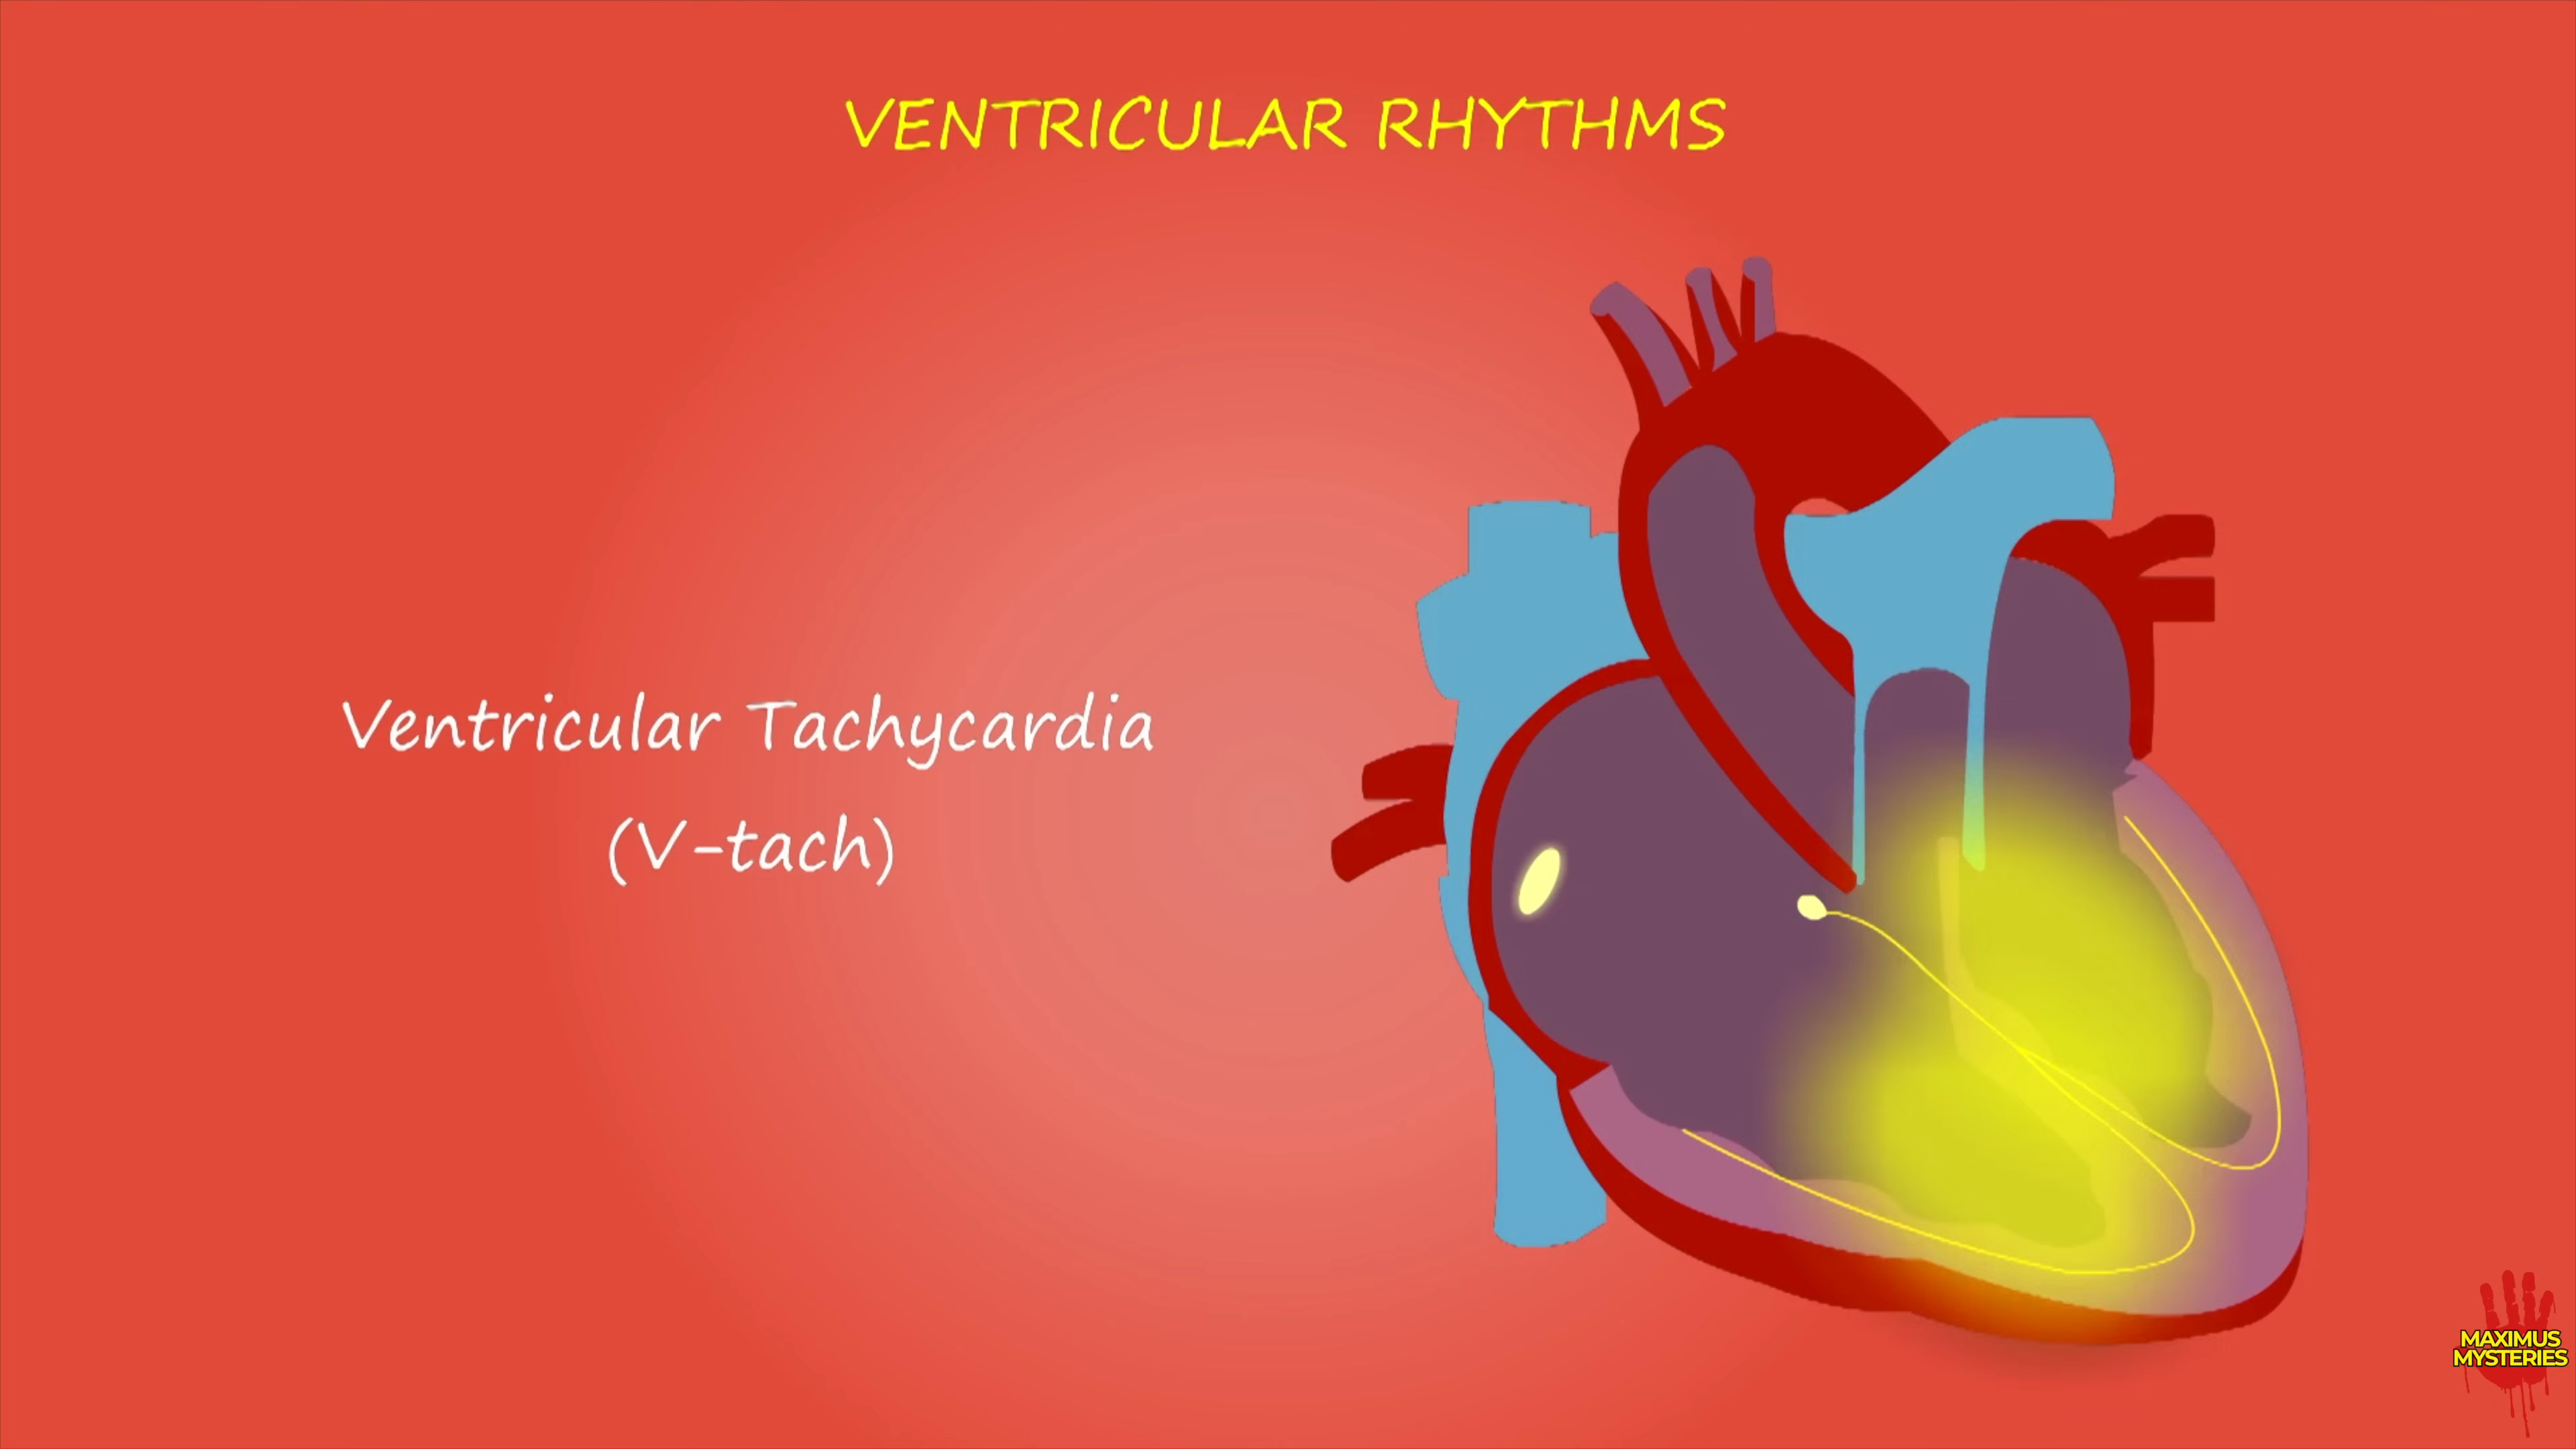 VENTRICULAR RHYTHMS
Ventricular Tachycardia
(V-tach)
MAXIMUS
MYSTERIES